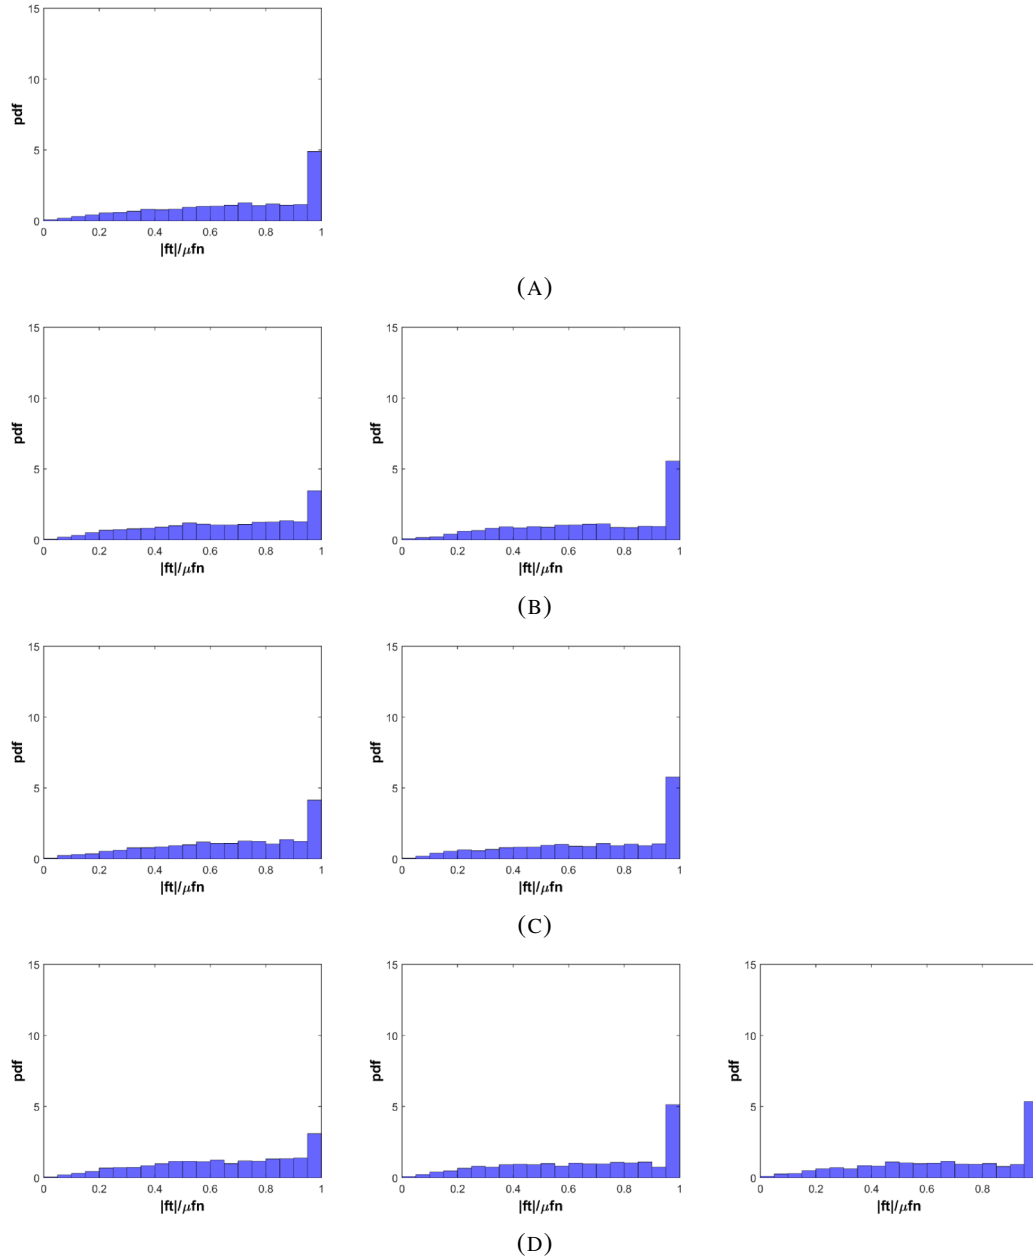 15
10
pdf
5
0
0 0.2 0.4 0.6 0.8 1
|ft|/μfn
(A)
15 15
10 10
pdf pdf
5 5
0 0
0 0.2 0.4 0.6 0.8 1 0 0.2 0.4 0.6 0.8 1
|ft|/μfn |ft|/μfn
(B)
15 15
10 10
pdf pdf
5 5
0 0
0 0.2 0.4 0.6 0.8 1 0 0.2 0.4 0.6 0.8 1
|ft|/μfn |ft|/μfn
(C)
15 15 15
10 10 10
pdf pdf pdf
5 5 5
0 0 0
0 0.2 0.4 0.6 0.8 1 0 0.2 0.4 0.6 0.8 1 0 0.2 0.4 0.6 0.8
|ft|/μfn |ft|/μfn |ft|/μfn
(D)